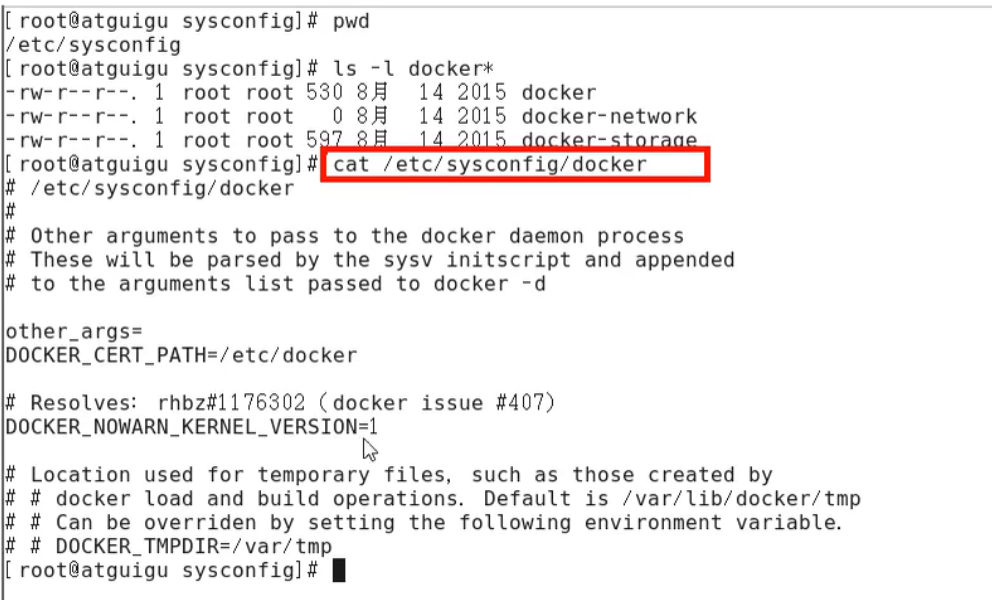 [root@atguigu sysconfig]# pwd
/etc/sysconfig
[root@atguigu sysconfig]# ls -l docker*
-rw-r--r--. 1 root root 530 8月  14 2015 docker
-rw-r--r--. 1 root root   0 8月  14 2015 docker-network
-rw-r--r--. 1 root root 597 8月  14 2015 docker-storage
[root@atguigu sysconfig]# cat /etc/sysconfig/docker
# /etc/sysconfig/docker
#
# Other arguments to pass to the docker daemon process
# These will be parsed by the sysv initscript and appended
# to the arguments list passed to docker -d

other_args=
DOCKER_CERT_PATH=/etc/docker

# Resolves: rhbz#1176302 (docker issue #407)
DOCKER_NOWARN_KERNEL_VERSION=1

# Location used for temporary files, such as those created by
# # docker load and build operations. Default is /var/lib/docker/tmp
# # Can be overriden by setting the following environment variable.
# # DOCKER_TMPDIR=/var/tmp
[root@atguigu sysconfig]#